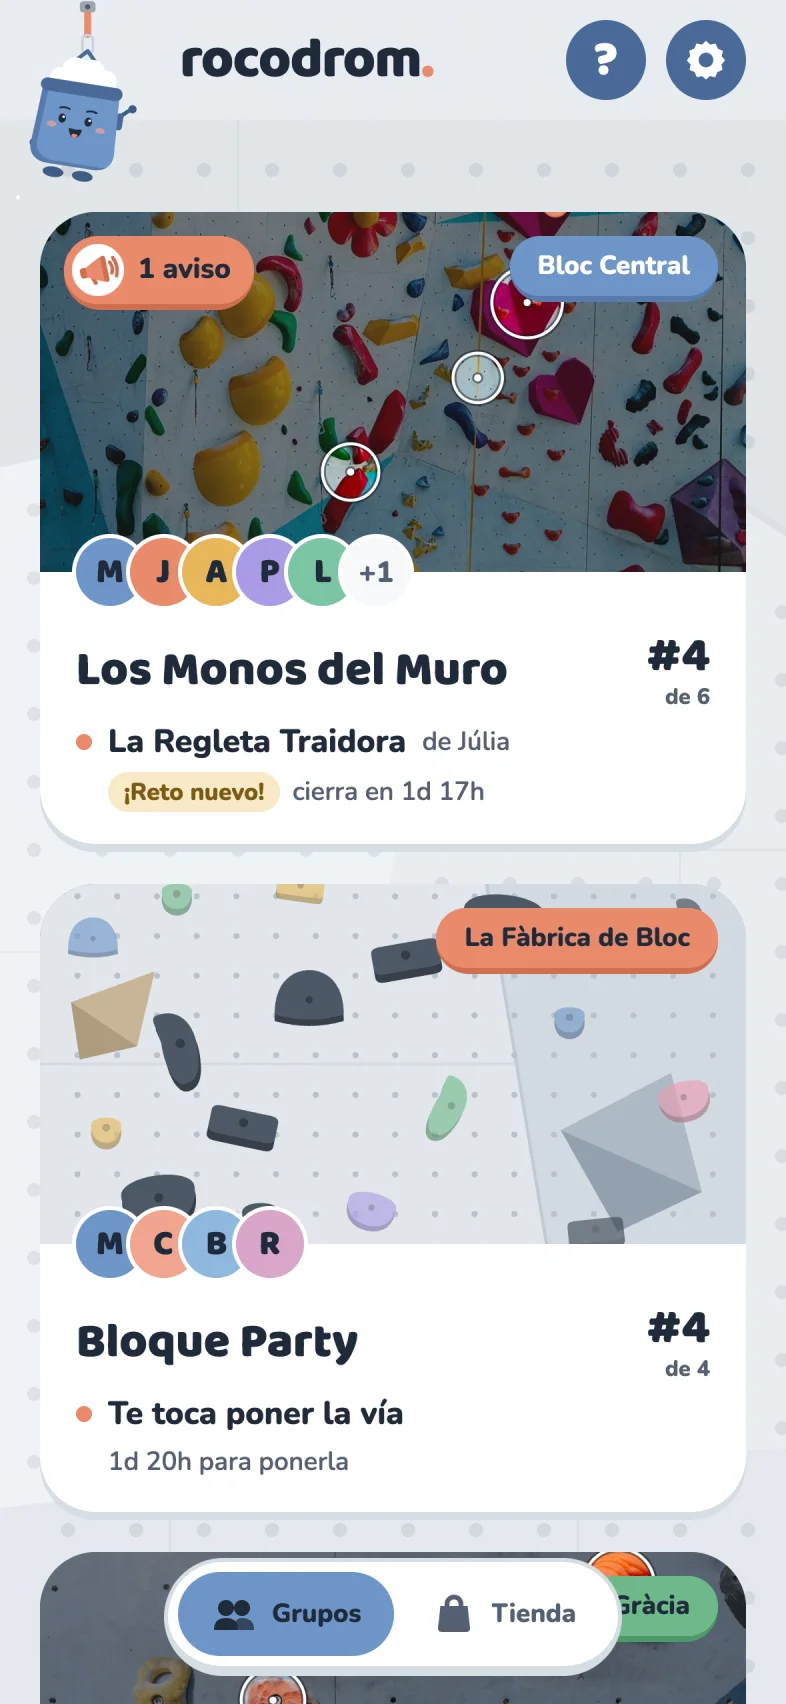 rocodrom.
?
1 aviso
Bloc Central
M J A P L +1
Los Monos del Muro
#4
de 6
La Regleta Traidora de Júlia
¡Reto nuevo! cierra en 1d 17h
La Fàbrica de Bloc
M C B R
Bloque Party
#4
de 4
Te toca poner la vía
1d 20h para ponerla
Gràcia
Grupos
Tienda